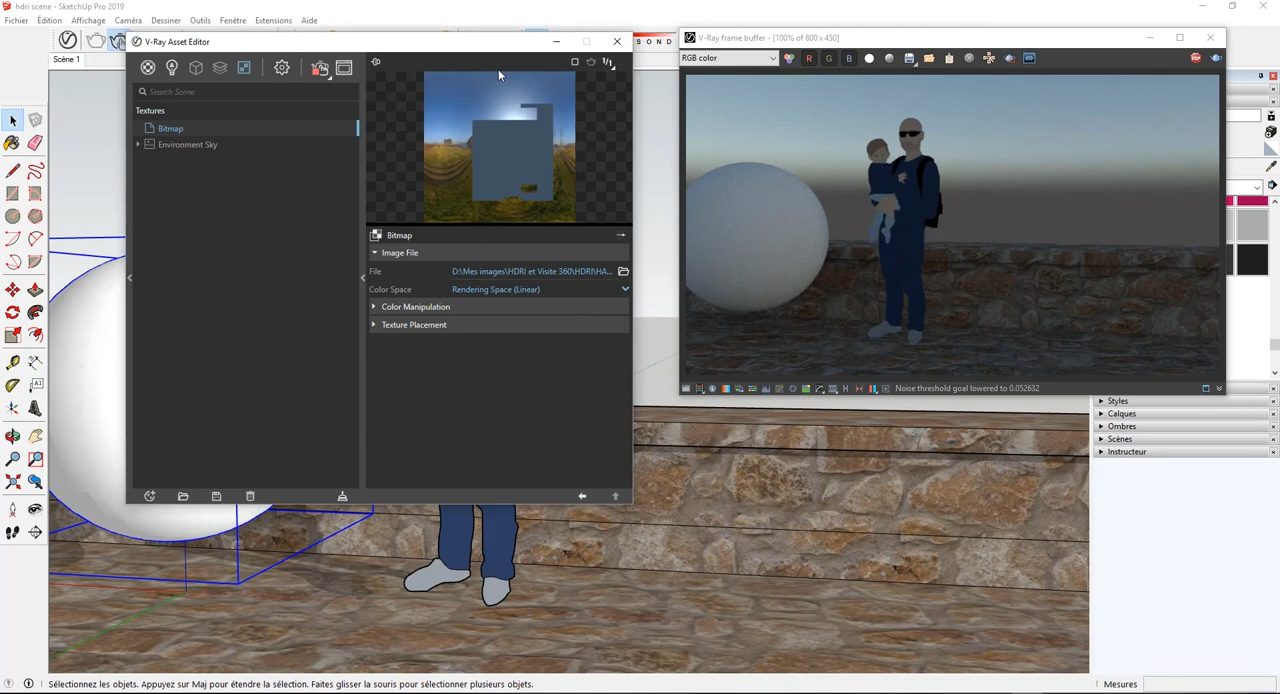 hdri scene - SketchUp Pro 2019
Fichier Édition Affichage Caméra Dessiner Outils Fenêtre Extensions Aide
Scène 1
V-Ray Asset Editor
Search Scene
Textures
Bitmap
Environment Sky
1/1
Bitmap
Image File
File D:\Mes images\HDRI et Visite 360\HDRI\HA...
Color Space Rendering Space (Linear)
Color Manipulation
Texture Placement
SOND
V-Ray frame buffer - [100% of 800 x 450]
RGB color
R G B
STOP
H
Noise threshold goal lowered to 0.052632
Styles
Calques
Ombres
Scènes
Instructeur
Sélectionnez les objets. Appuyez sur Maj pour étendre la sélection. Faites glisser la souris pour sélectionner plusieurs objets.
Mesures